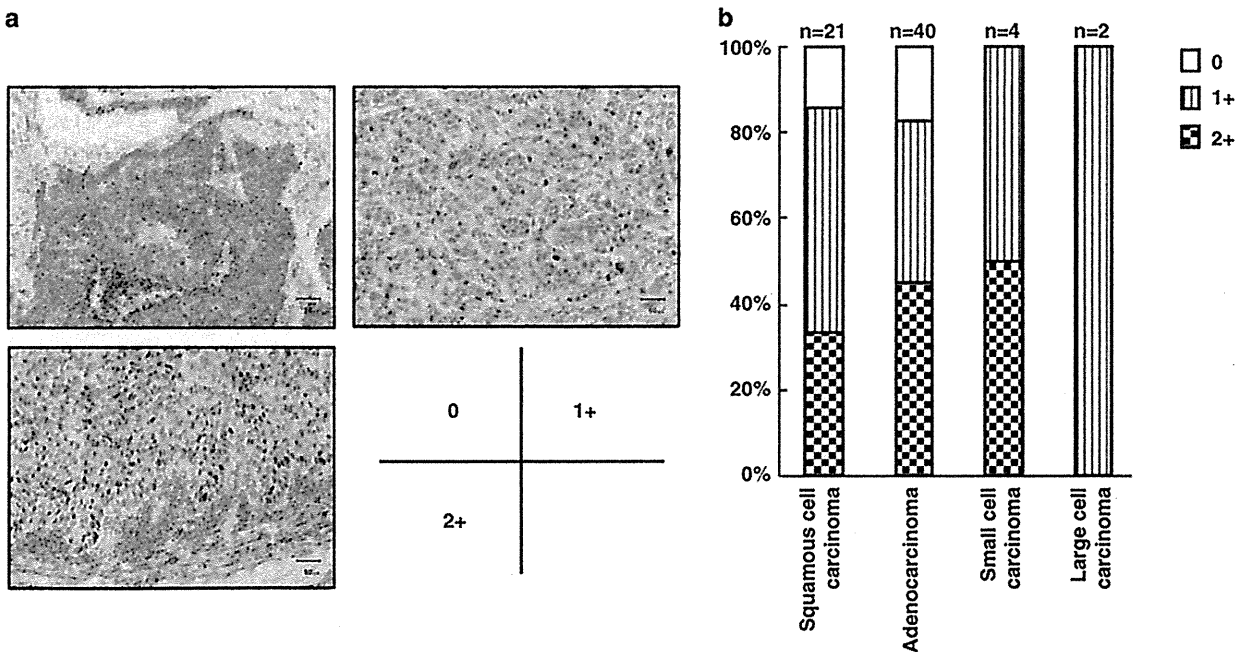 a
0
1+
2+
b
n=21
n=40
n=4
n=2
100%
80%
60%
40%
20%
0%
Squamous cell
carcinoma
Adenocarcinoma
Small cell
carcinoma
Large cell
carcinoma
0
1+
2+